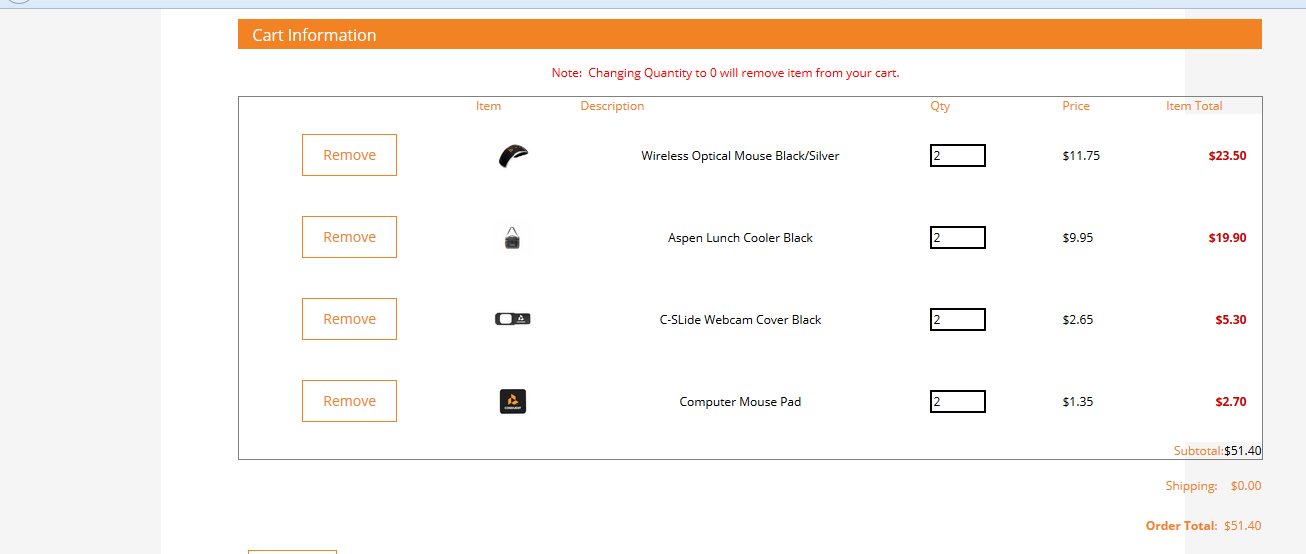 Cart Information
Note: Changing Quantity to 0 will remove item from your cart.
Item Description Qty Price Item Total
Remove Wireless Optical Mouse Black/Silver 2 $11.75 $23.50
Remove Aspen Lunch Cooler Black 2 $9.95 $19.90
Remove C-SLide Webcam Cover Black 2 $2.65 $5.30
Remove Computer Mouse Pad 2 $1.35 $2.70
Subtotal:$51.40
Shipping: $0.00
Order Total: $51.40